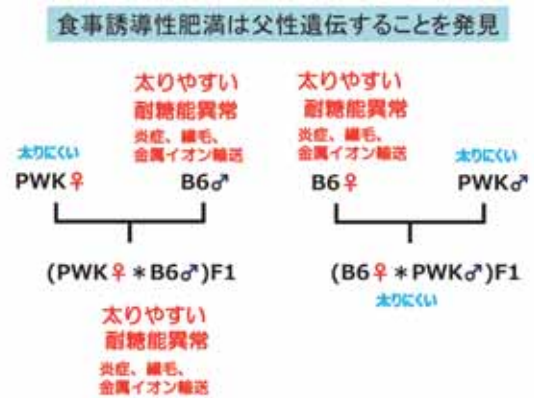 食事誘導性肥満は父性遺伝することを発見
太りやすい
耐糖能異常
炎症、繊毛、
金属イオン輸送
太りにくい
PWK♀
B6♂
(PWK♀*B6♂)F1
太りやすい
耐糖能異常
炎症、繊毛、
金属イオン輸送
太りやすい
耐糖能異常
炎症、繊毛、
金属イオン輸送
太りにくい
B6♀
PWK♂
(B6♀*PWK♂)F1
太りにくい